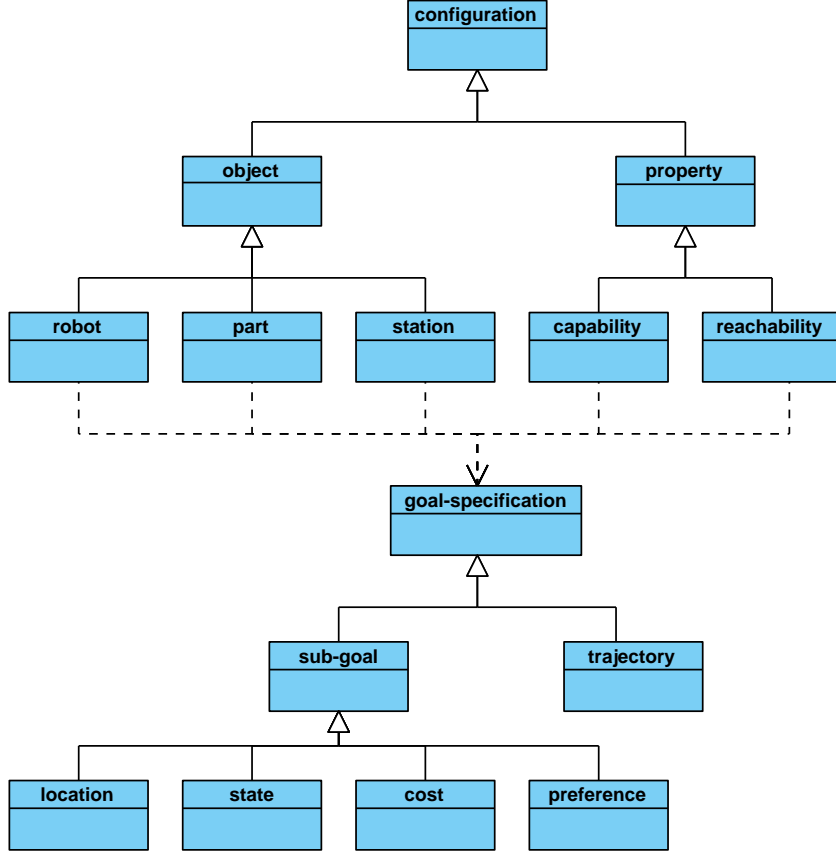 configuration
object
property
robot
part
station
capability
reachability
goal-specification
sub-goal
trajectory
location
state
cost
preference